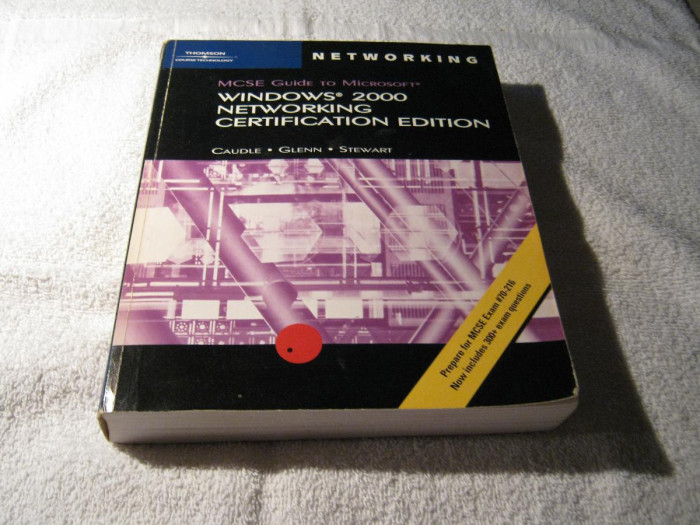 THOMSON
COURSE TECHNOLOGY
NETWORKING
MCSE GUIDE TO MICROSOFT®
WINDOWS® 2000
NETWORKING
CERTIFICATION EDITION
CAUDLE • GLENN • STEWART
Prepare for MCSE Exam #70-216
Now includes 300+ exam questions